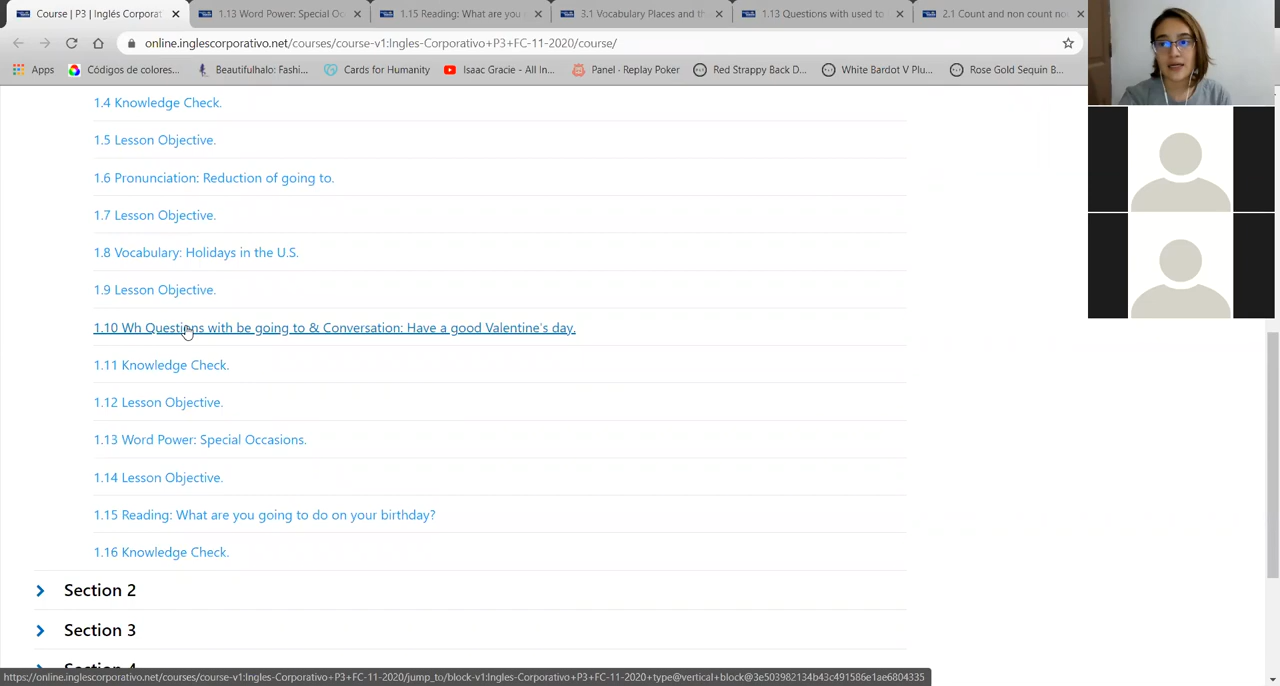 Course | P3 | Inglés Corporat
1.13 Word Power: Special Oc
1.15 Reading: What are you
3.1 Vocabulary Places and th
1.13 Questions with used to
2.1 Count and non count no
online.inglescorporativo.net/courses/course-v1:Ingles-Corporativo+P3+FC-11-2020/course/
Apps
Códigos de colores...
Beautifulhalo: Fashi...
Cards for Humanity
Isaac Gracie - All In...
Panel · Replay Poker
Red Strappy Back D...
White Bardot V Plu...
Rose Gold Sequin B...
1.4 Knowledge Check.
1.5 Lesson Objective.
1.6 Pronunciation: Reduction of going to.
1.7 Lesson Objective.
1.8 Vocabulary: Holidays in the U.S.
1.9 Lesson Objective.
1.10 Wh Questions with be going to & Conversation: Have a good Valentine's day.
1.11 Knowledge Check.
1.12 Lesson Objective.
1.13 Word Power: Special Occasions.
1.14 Lesson Objective.
1.15 Reading: What are you going to do on your birthday?
1.16 Knowledge Check.
Section 2
Section 3
Section 4
https://online.inglescorporativo.net/courses/course-v1:Ingles-Corporativo+P3+FC-11-2020/jump_to/block-v1:Ingles-Corporativo+P3+FC-11-2020+type@vertical+block@3e503982134b43c491586e1ae6804335